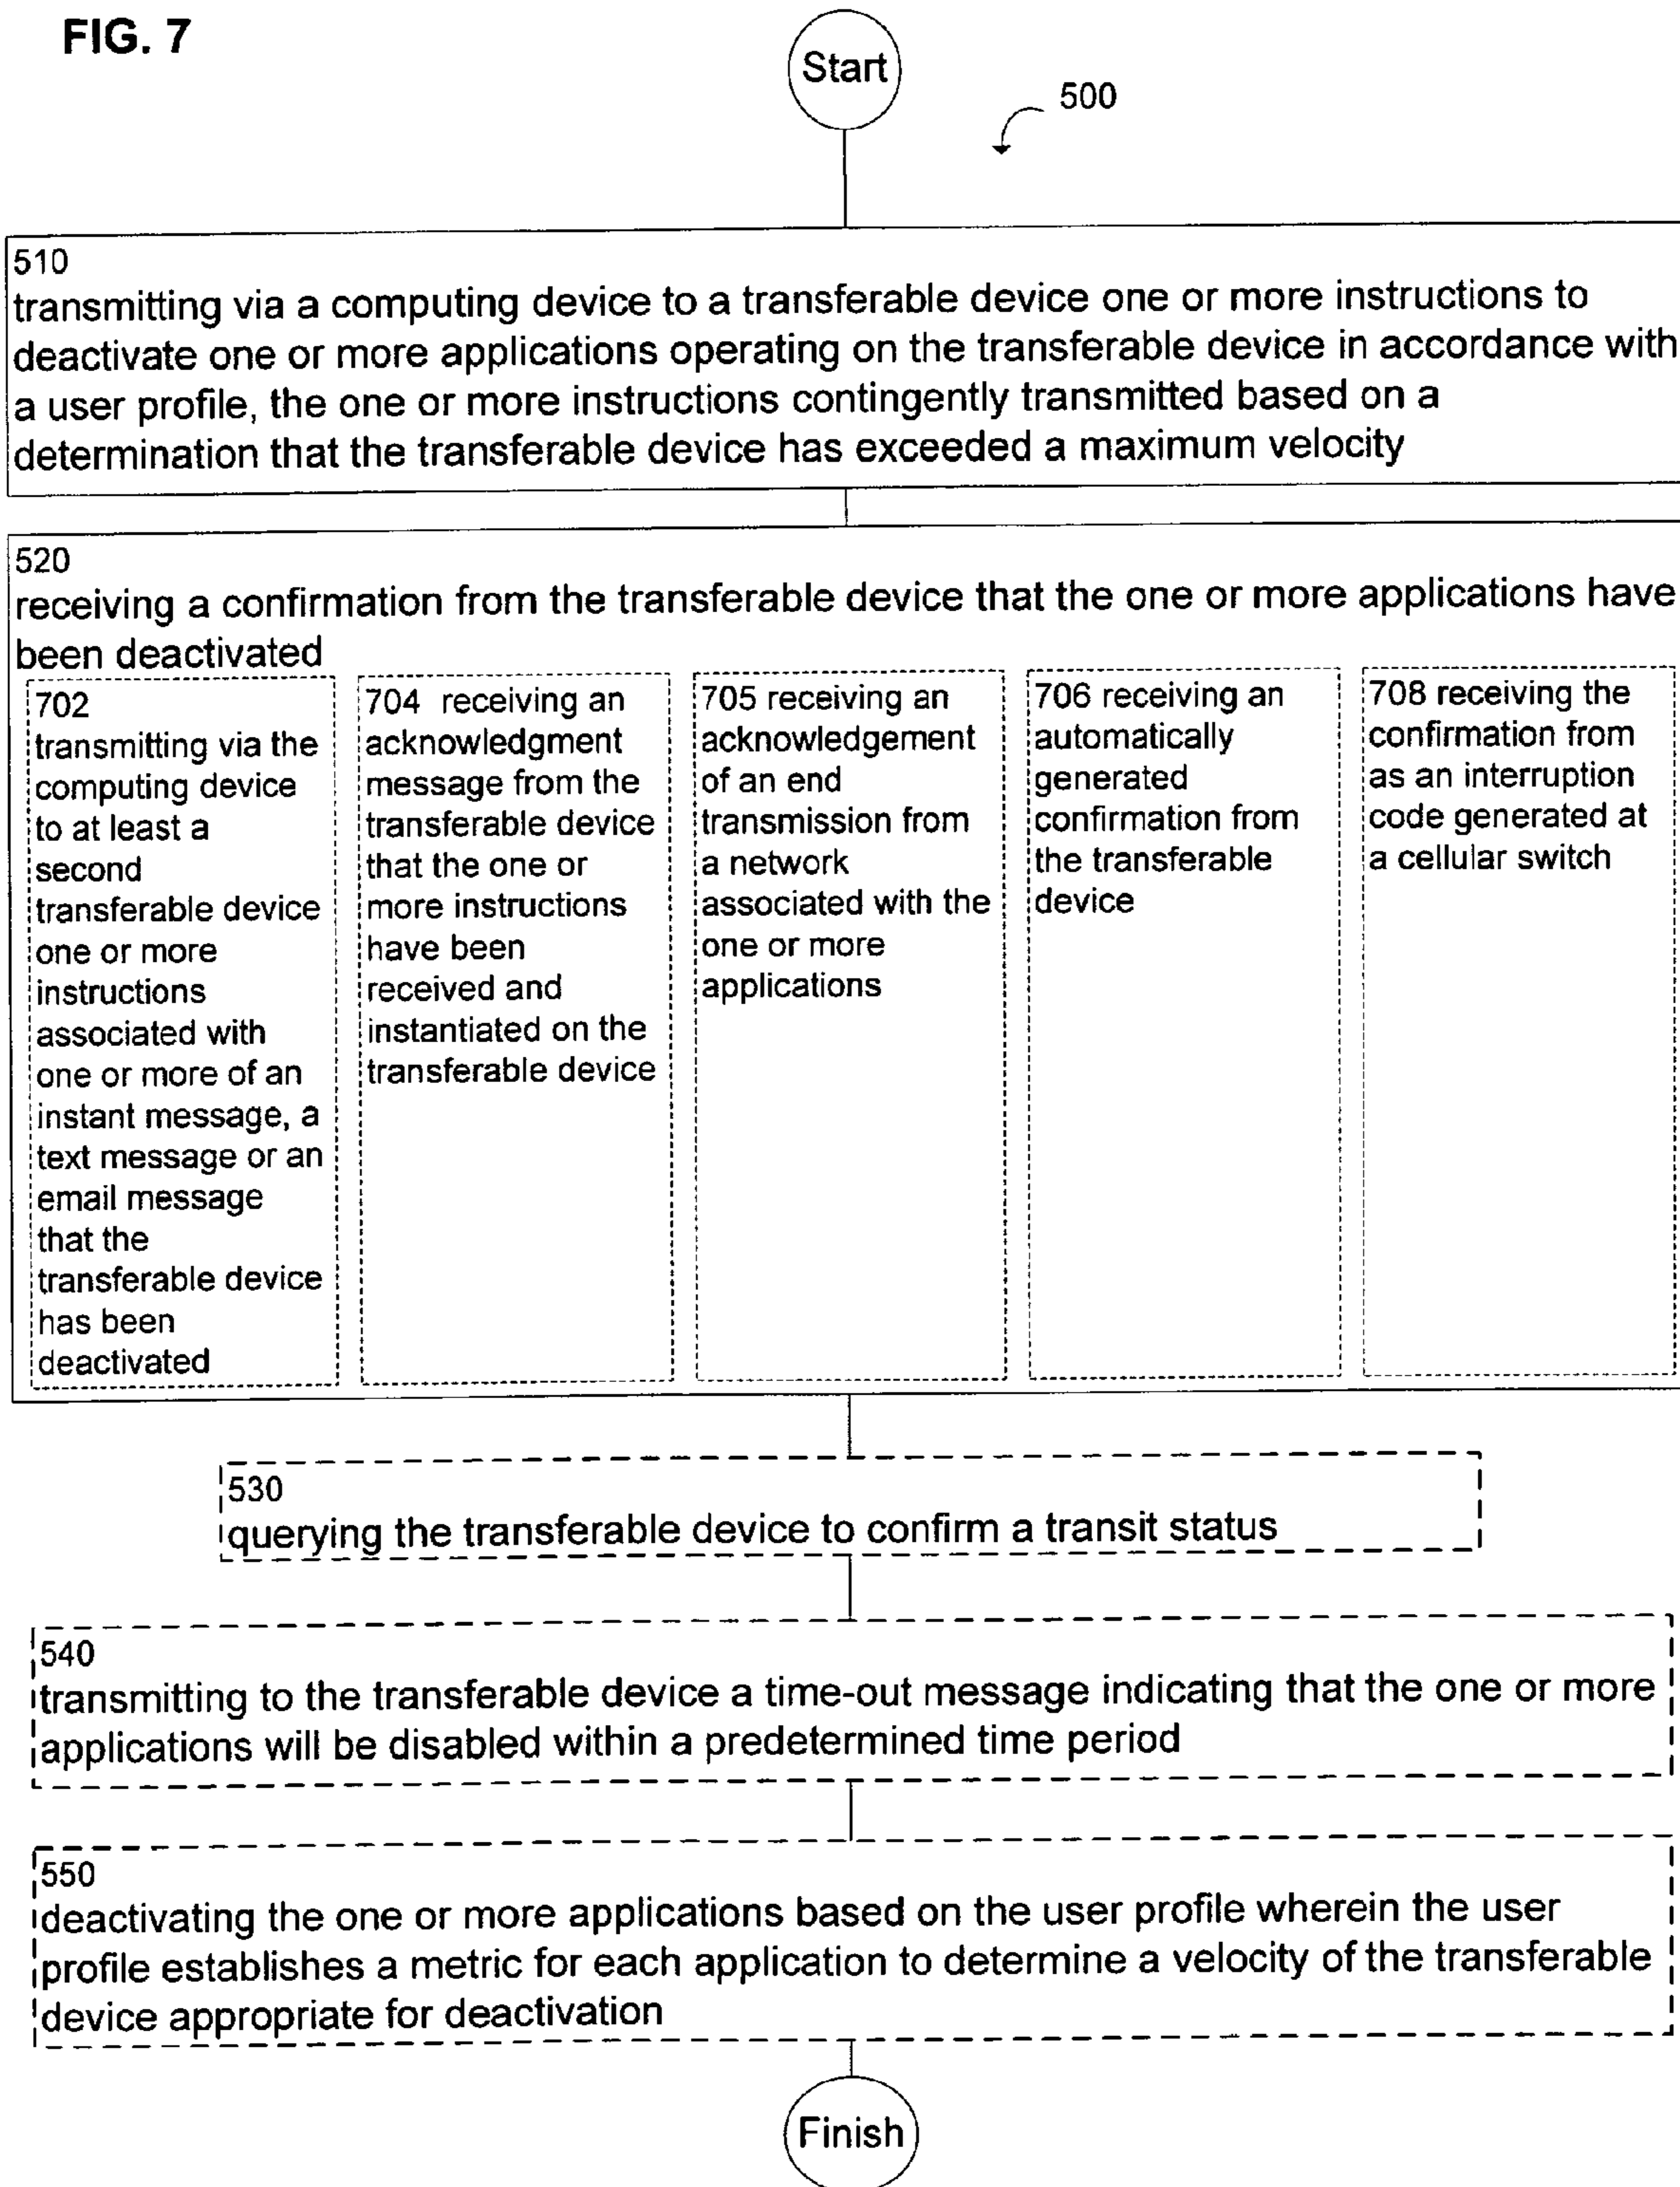 FIG. 7
Start
500
510
transmitting via a computing device to a transferable device one or more instructions to
deactivate one or more applications operating on the transferable device in accordance with
a user profile, the one or more instructions contingently transmitted based on a
determination that the transferable device has exceeded a maximum velocity
520
receiving a confirmation from the transferable device that the one or more applications have
been deactivated
702
transmitting via the
computing device
to at least a
second
transferable device
one or more
instructions
associated with
one or more of an
instant message, a
text message or an
email message
that the
transferable device
has been
deactivated
704 receiving an
acknowledgment
message from the
transferable device
that the one or
more instructions
have been
received and
instantiated on the
transferable device
705 receiving an
acknowledgement
of an end
transmission from
a network
associated with the
one or more
applications
706 receiving an
automatically
generated
confirmation from
the transferable
device
708 receiving the
confirmation from
as an interruption
code generated at
a cellular switch
530
querying the transferable device to confirm a transit status
540
transmitting to the transferable device a time-out message indicating that the one or more
applications will be disabled within a predetermined time period
550
deactivating the one or more applications based on the user profile wherein the user
profile establishes a metric for each application to determine a velocity of the transferable
device appropriate for deactivation
Finish